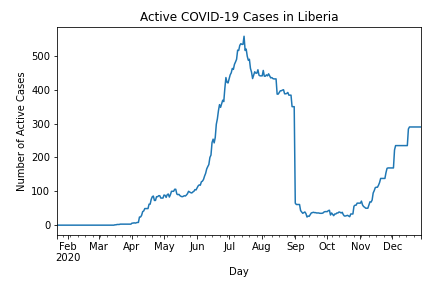 Active COVID-19 Cases in Liberia
Number of Active Cases
500
400
300
200
100
0
Feb Mar Apr May Jun Jul Aug Sep Oct Nov Dec
2020
Day